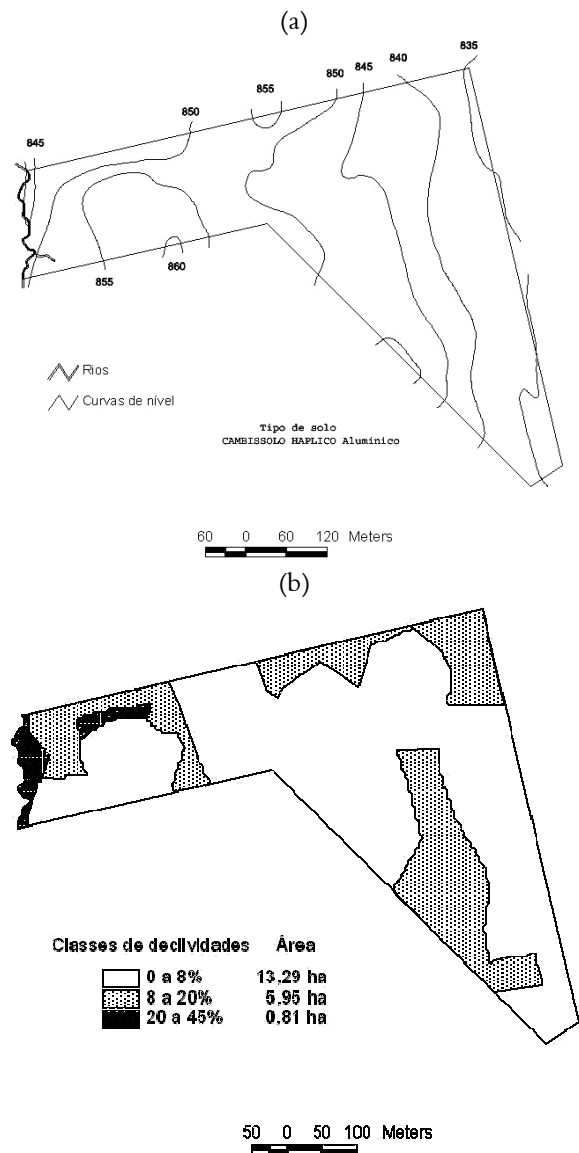 (a)
835
840
845
850
855
850
845
855
860
Rios
Curvas de nível
Tipo de solo
CAMBISSOLO HAPLICO Alumínico
60 0 60 120 Meters
(b)
Classes de declividades Área
0 a 8% 13,29 ha
8 a 20% 5,95 ha
20 a 45% 0,81 ha
50 0 50 100 Meters